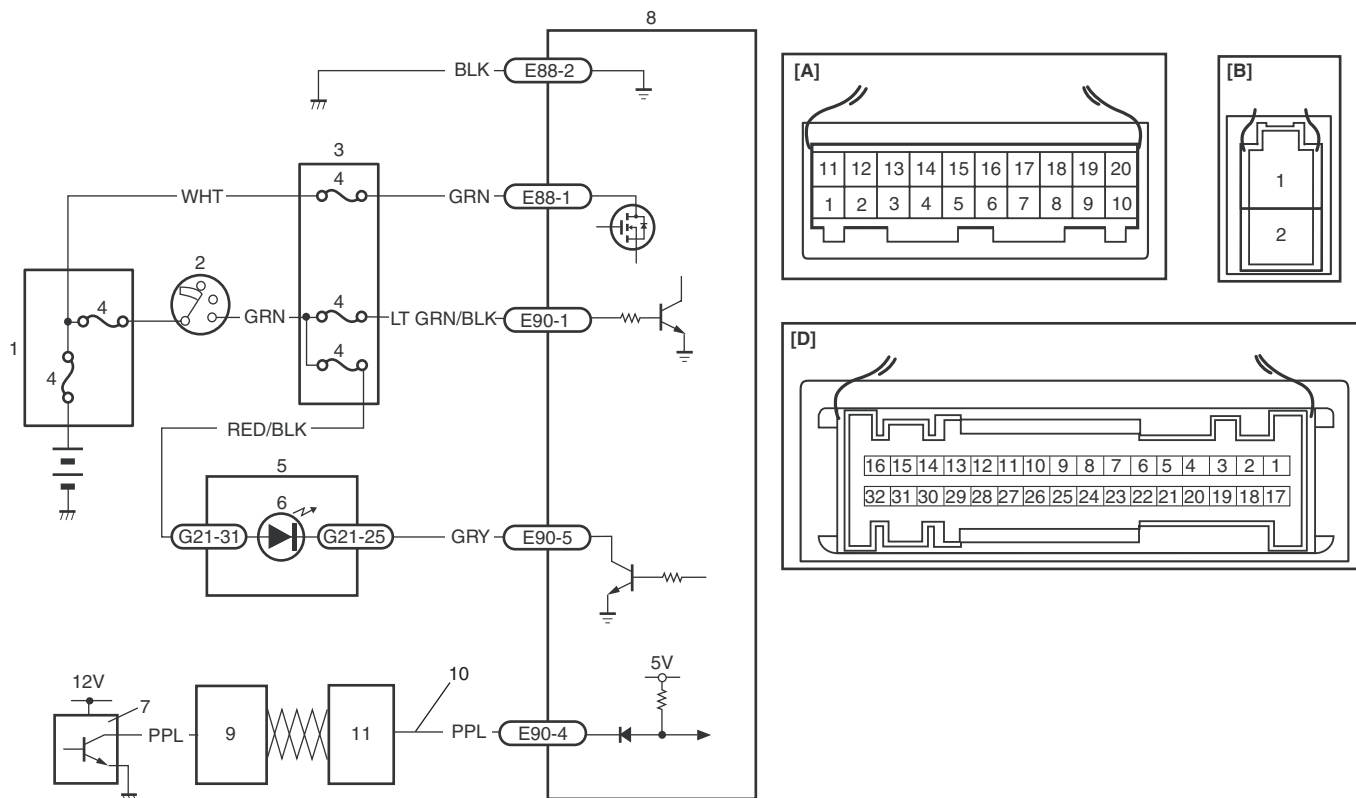 8
BLK E88-2
3
4
WHT GRN E88-1
2
4 4
GRN LT GRN/BLK E90-1
1
4
4
RED/BLK
5
6
G21-31 G21-25 GRY E90-5
12V
7
PPL 9 11
10
PPL E90-4
5V
[A]
11 12 13 14 15 16 17 18 19 20
1 2 3 4 5 6 7 8 9 10
[B]
1
2
[D]
16 15 14 13 12 11 10 9 8 7 6 5 4 3 2 1
32 31 30 29 28 27 26 25 24 23 22 21 20 19 18 17